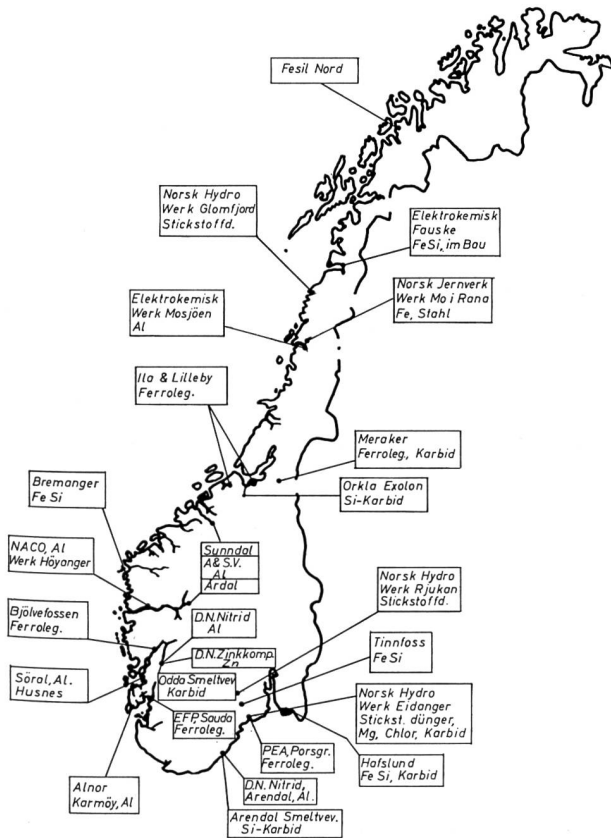 Fesil Nord
Norsk Hydro
Werk Glomfjord
Stickstoffd.
Elektrokemisk
Fauske
FeSi, im Bau
Elektrokemisk
Werk Mosjöen
Al
Norsk Jernverk
Werk Mo i Rana
Fe, Stahl
Ila & Lilleby
Ferroleg.
Meraker
Ferroleg., Karbid
Orkla Exolon
Si-Karbid
Bremanger
Fe Si
NACO, Al
Werk Höyanger
Sunndal
A & S.V.
Al
Årdal
Bjölvefossen
Ferroleg.
D.N. Nitrid
Al
D.N. Zinkkomp.
Zn
Norsk Hydro
Werk Rjukan
Stickstoffd.
Söral, Al.
Husnes
Odda Smeltvev.
Karbid
Tinnfoss
Fe Si
EFP, Sauda
Ferroleg.
Norsk Hydro
Werk Eidanger
Stickst. dünger,
Mg, Chlor, Karbid
PEA, Porsgr.
Ferroleg.
Hafslund
Fe Si, Karbid
Alnor
Karmöy, Al
D.N. Nitrid,
Arendal, Al.
Arendal Smeltvev.
Si-Karbid